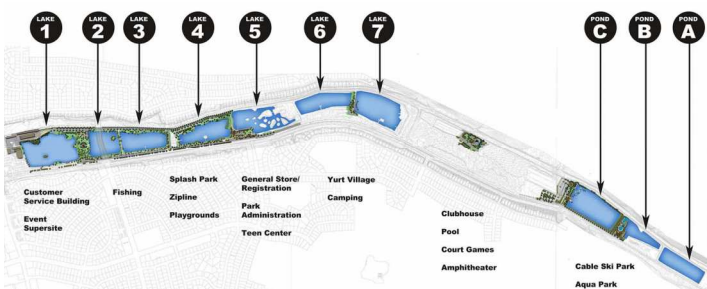 LAKE
1
LAKE
2
LAKE
3
LAKE
4
LAKE
5
LAKE
6
LAKE
7
POND
C
POND
B
POND
A
Customer
Service Building
Event
Supersite
Fishing
Splash Park
Zipline
Playgrounds
General Store/
Registration
Park
Administration
Teen Center
Yurt Village
Camping
Clubhouse
Pool
Court Games
Amphitheater
Cable Ski Park
Aqua Park